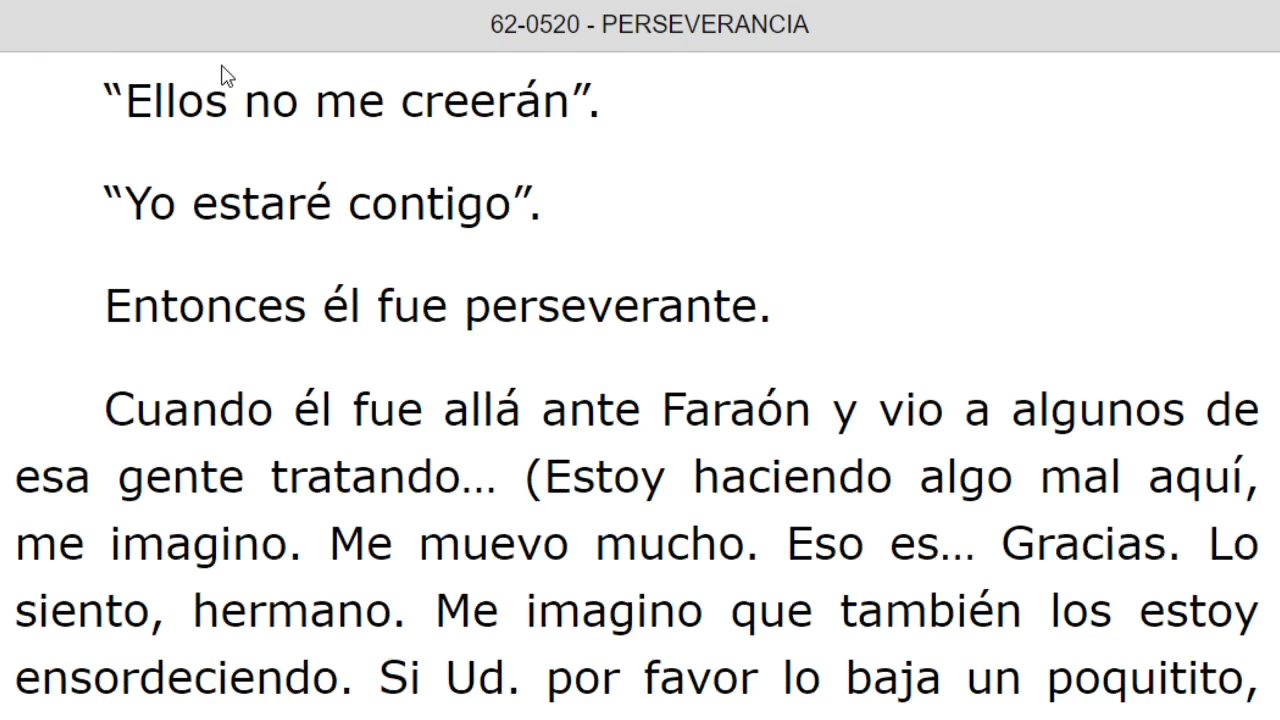 62-0520 - PERSEVERANCIA
“Ellos no me creerán”.
“Yo estaré contigo”.
Entonces él fue perseverante.
Cuando él fue allá ante Faraón y vio a algunos de
esa gente tratando… (Estoy haciendo algo mal aquí,
me imagino. Me muevo mucho. Eso es… Gracias. Lo
siento, hermano. Me imagino que también los estoy
ensordeciendo. Si Ud. por favor lo baja un poquitito,